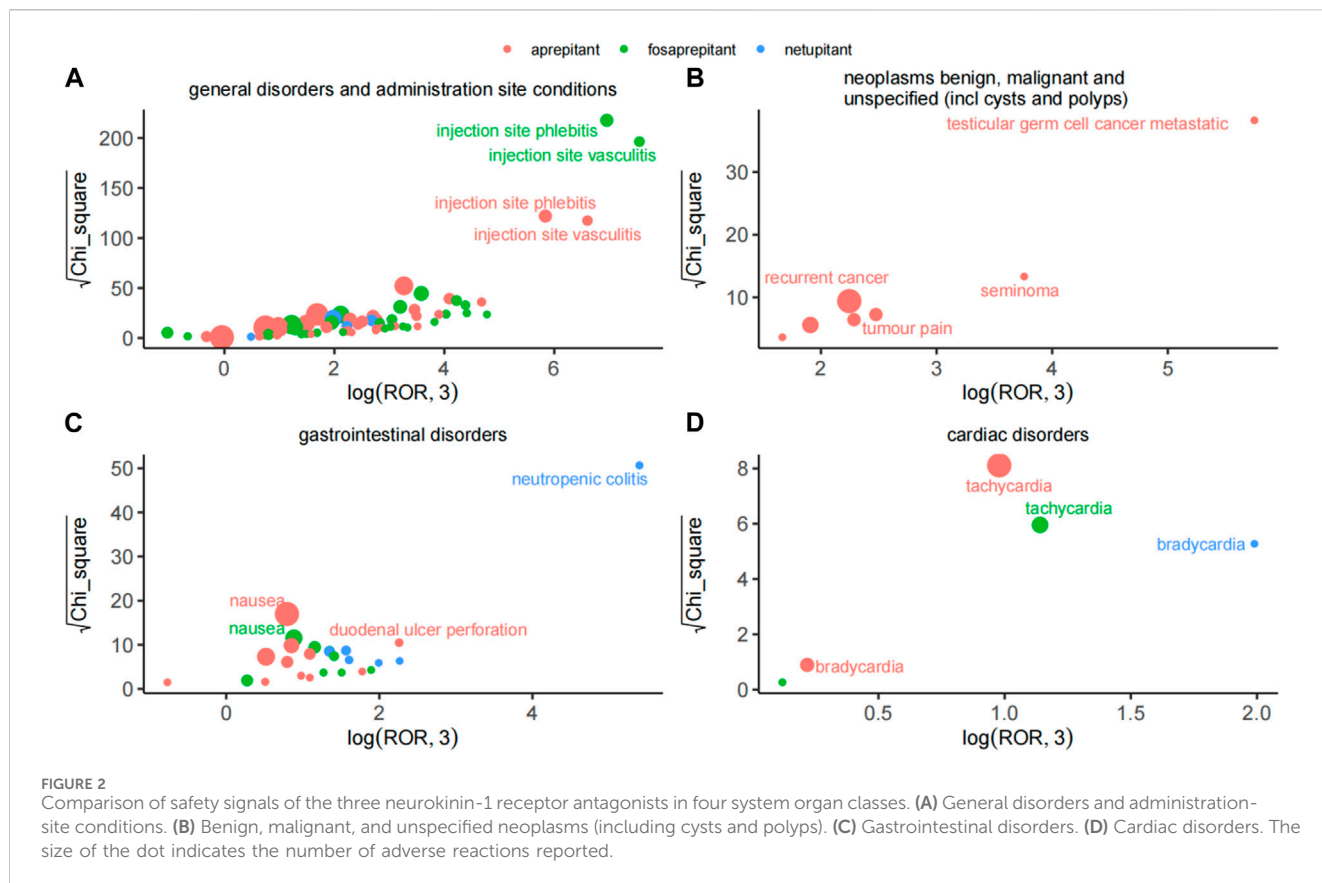 aprepitant fosaprepitant netupitant
A
general disorders and administration site conditions
injection site phlebitis
injection site vasculitis
injection site phlebitis
injection site vasculitis
√Chi_square
200
150
100
50
0
0 2 4 6
log(ROR, 3)
B
neoplasms benign, malignant and
unspecified (incl cysts and polyps)
testicular germ cell cancer metastatic
recurrent cancer
seminoma
tumour pain
√Chi_square
30
20
10
2 3 4 5
log(ROR, 3)
C
gastrointestinal disorders
neutropenic colitis
nausea
nausea
duodenal ulcer perforation
√Chi_square
50
40
30
20
10
0
0 2 4
log(ROR, 3)
D
cardiac disorders
tachycardia
tachycardia
bradycardia
bradycardia
√Chi_square
8
6
4
2
0
0.5 1.0 1.5 2.0
log(ROR, 3)
FIGURE 2
Comparison of safety signals of the three neurokinin-1 receptor antagonists in four system organ classes. (A) General disorders and administration-
site conditions. (B) Benign, malignant, and unspecified neoplasms (including cysts and polyps). (C) Gastrointestinal disorders. (D) Cardiac disorders. The
size of the dot indicates the number of adverse reactions reported.